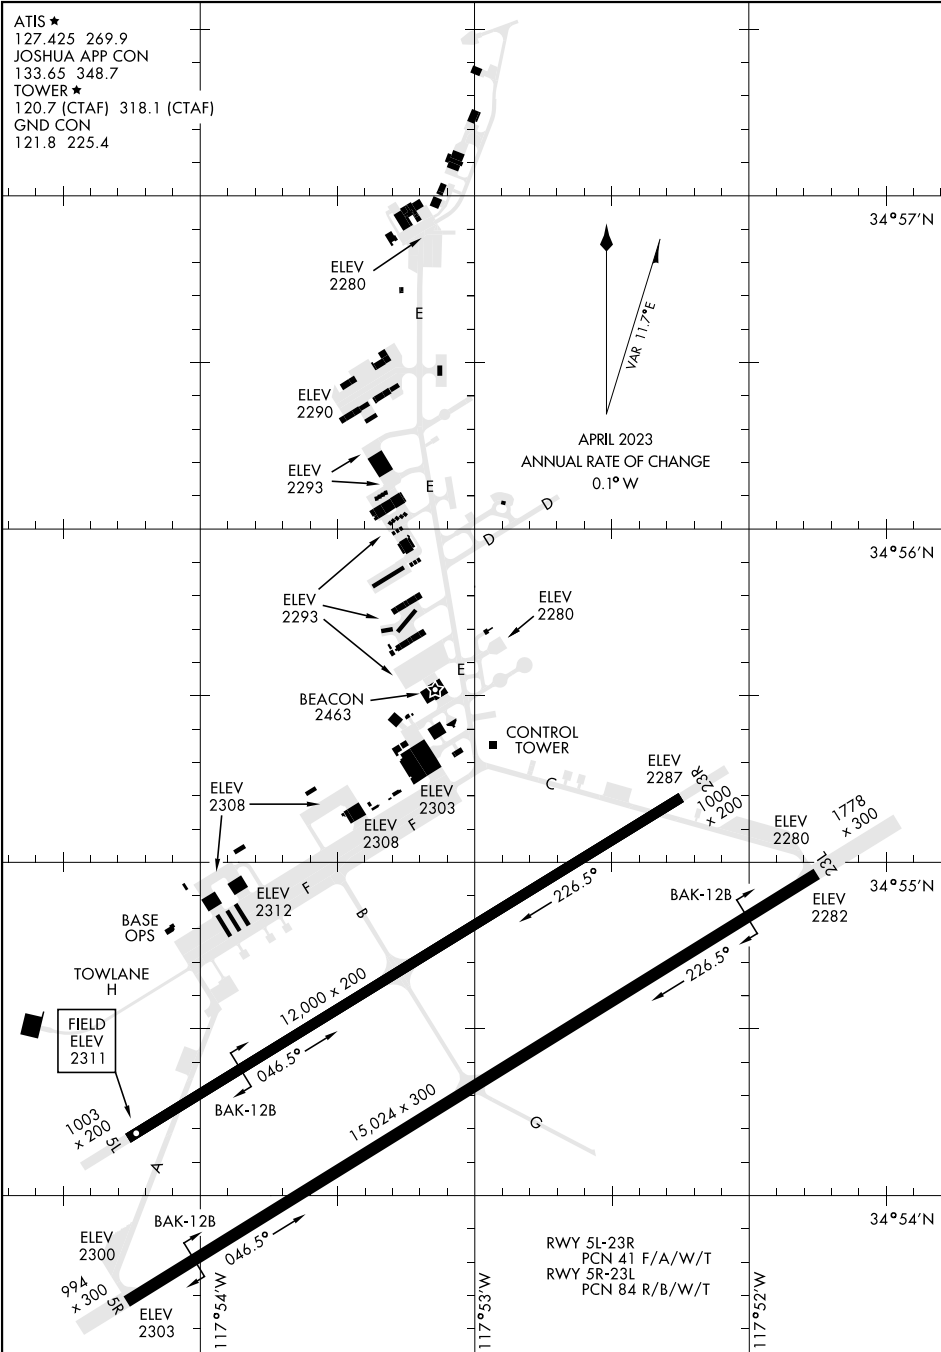 ATIS ★
127.425 269.9
JOSHUA APP CON
133.65 348.7
TOWER ★
120.7 (CTAF) 318.1 (CTAF)
GND CON
121.8 225.4
34°57'N
ELEV
2280
E
VAR 11.7°E
ELEV
2290
APRIL 2023
ANNUAL RATE OF CHANGE
0.1° W
ELEV
2293
E
D
D
34°56'N
ELEV
2293
ELEV
2280
E
BEACON
2463
CONTROL
TOWER
ELEV
2287
23R
1000
x 200
C
ELEV
2308
ELEV
2303
ELEV
2308
F
ELEV
2280
1778
x 300
23L
34°55'N
F
ELEV
2312
BASE
OPS
B
226.5°
BAK-12B
ELEV
2282
226.5°
TOWLANE
H
12,000 x 200
FIELD
ELEV
2311
046.5°
BAK-12B
15,024 x 300
G
1003
x 200
5L
A
34°54'N
BAK-12B
046.5°
ELEV
2300
994
x 300
5R
ELEV
2303
RWY 5L-23R
PCN 41 F/A/W/T
RWY 5R-23L
PCN 84 R/B/W/T
117°54'W
117°53'W
117°52'W